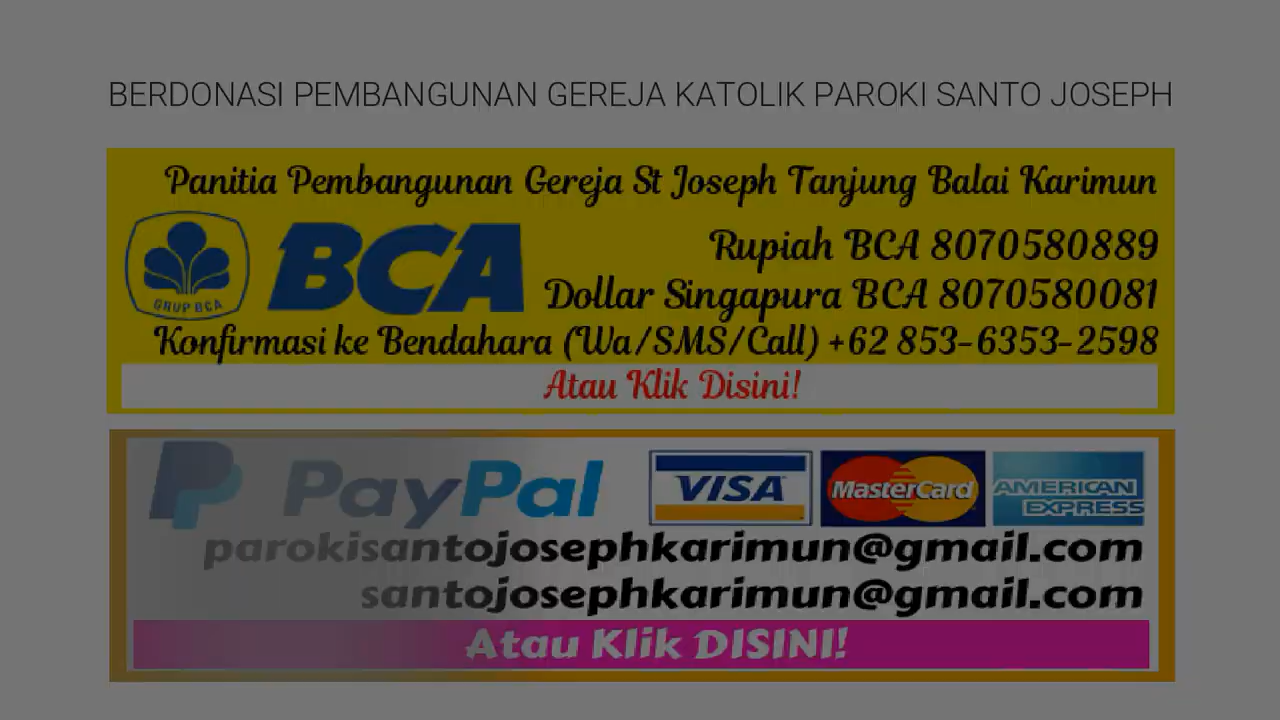 BERDONASI PEMBANGUNAN GEREJA KATOLIK PAROKI SANTO JOSEPH
Panitia Pembangunan Gereja St Joseph Tanjung Balai Karimun
GRUP BCA
BCA
Rupiah BCA 8070580889
Dollar Singapura BCA 8070580081
Konfirmasi ke Bendahara (Wa/SMS/Call) +62 853-6353-2598
Atau Klik Disini!
PayPal VISA MasterCard AMERICAN EXPRESS
parokisantojosephkarimun@gmail.com
santojosephkarimun@gmail.com
Atau Klik DISINI!